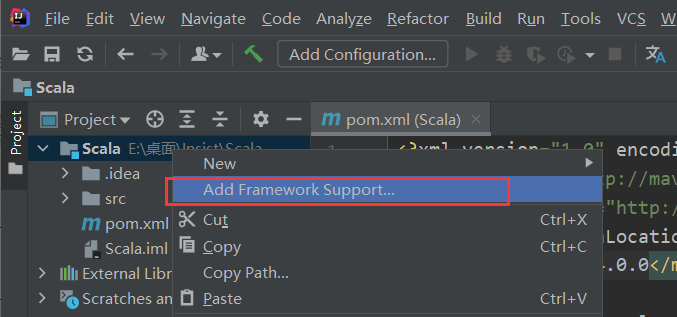 File Edit View Navigate Code Analyze Refactor Build Run Tools VCS W
Add Configuration...
Scala
Project
Project
pom.xml (Scala)
Scala E:\桌面\Insist\Scala
1 <?xml version="1.0" encodi
.idea
New
src
Add Framework Support...
pom.xml
Cut Ctrl+X
Scala.iml
Copy Ctrl+C
External Libr
Copy Path...
Scratches an
Paste Ctrl+V
p://mav
="http:/
Locatio
.0.0</m